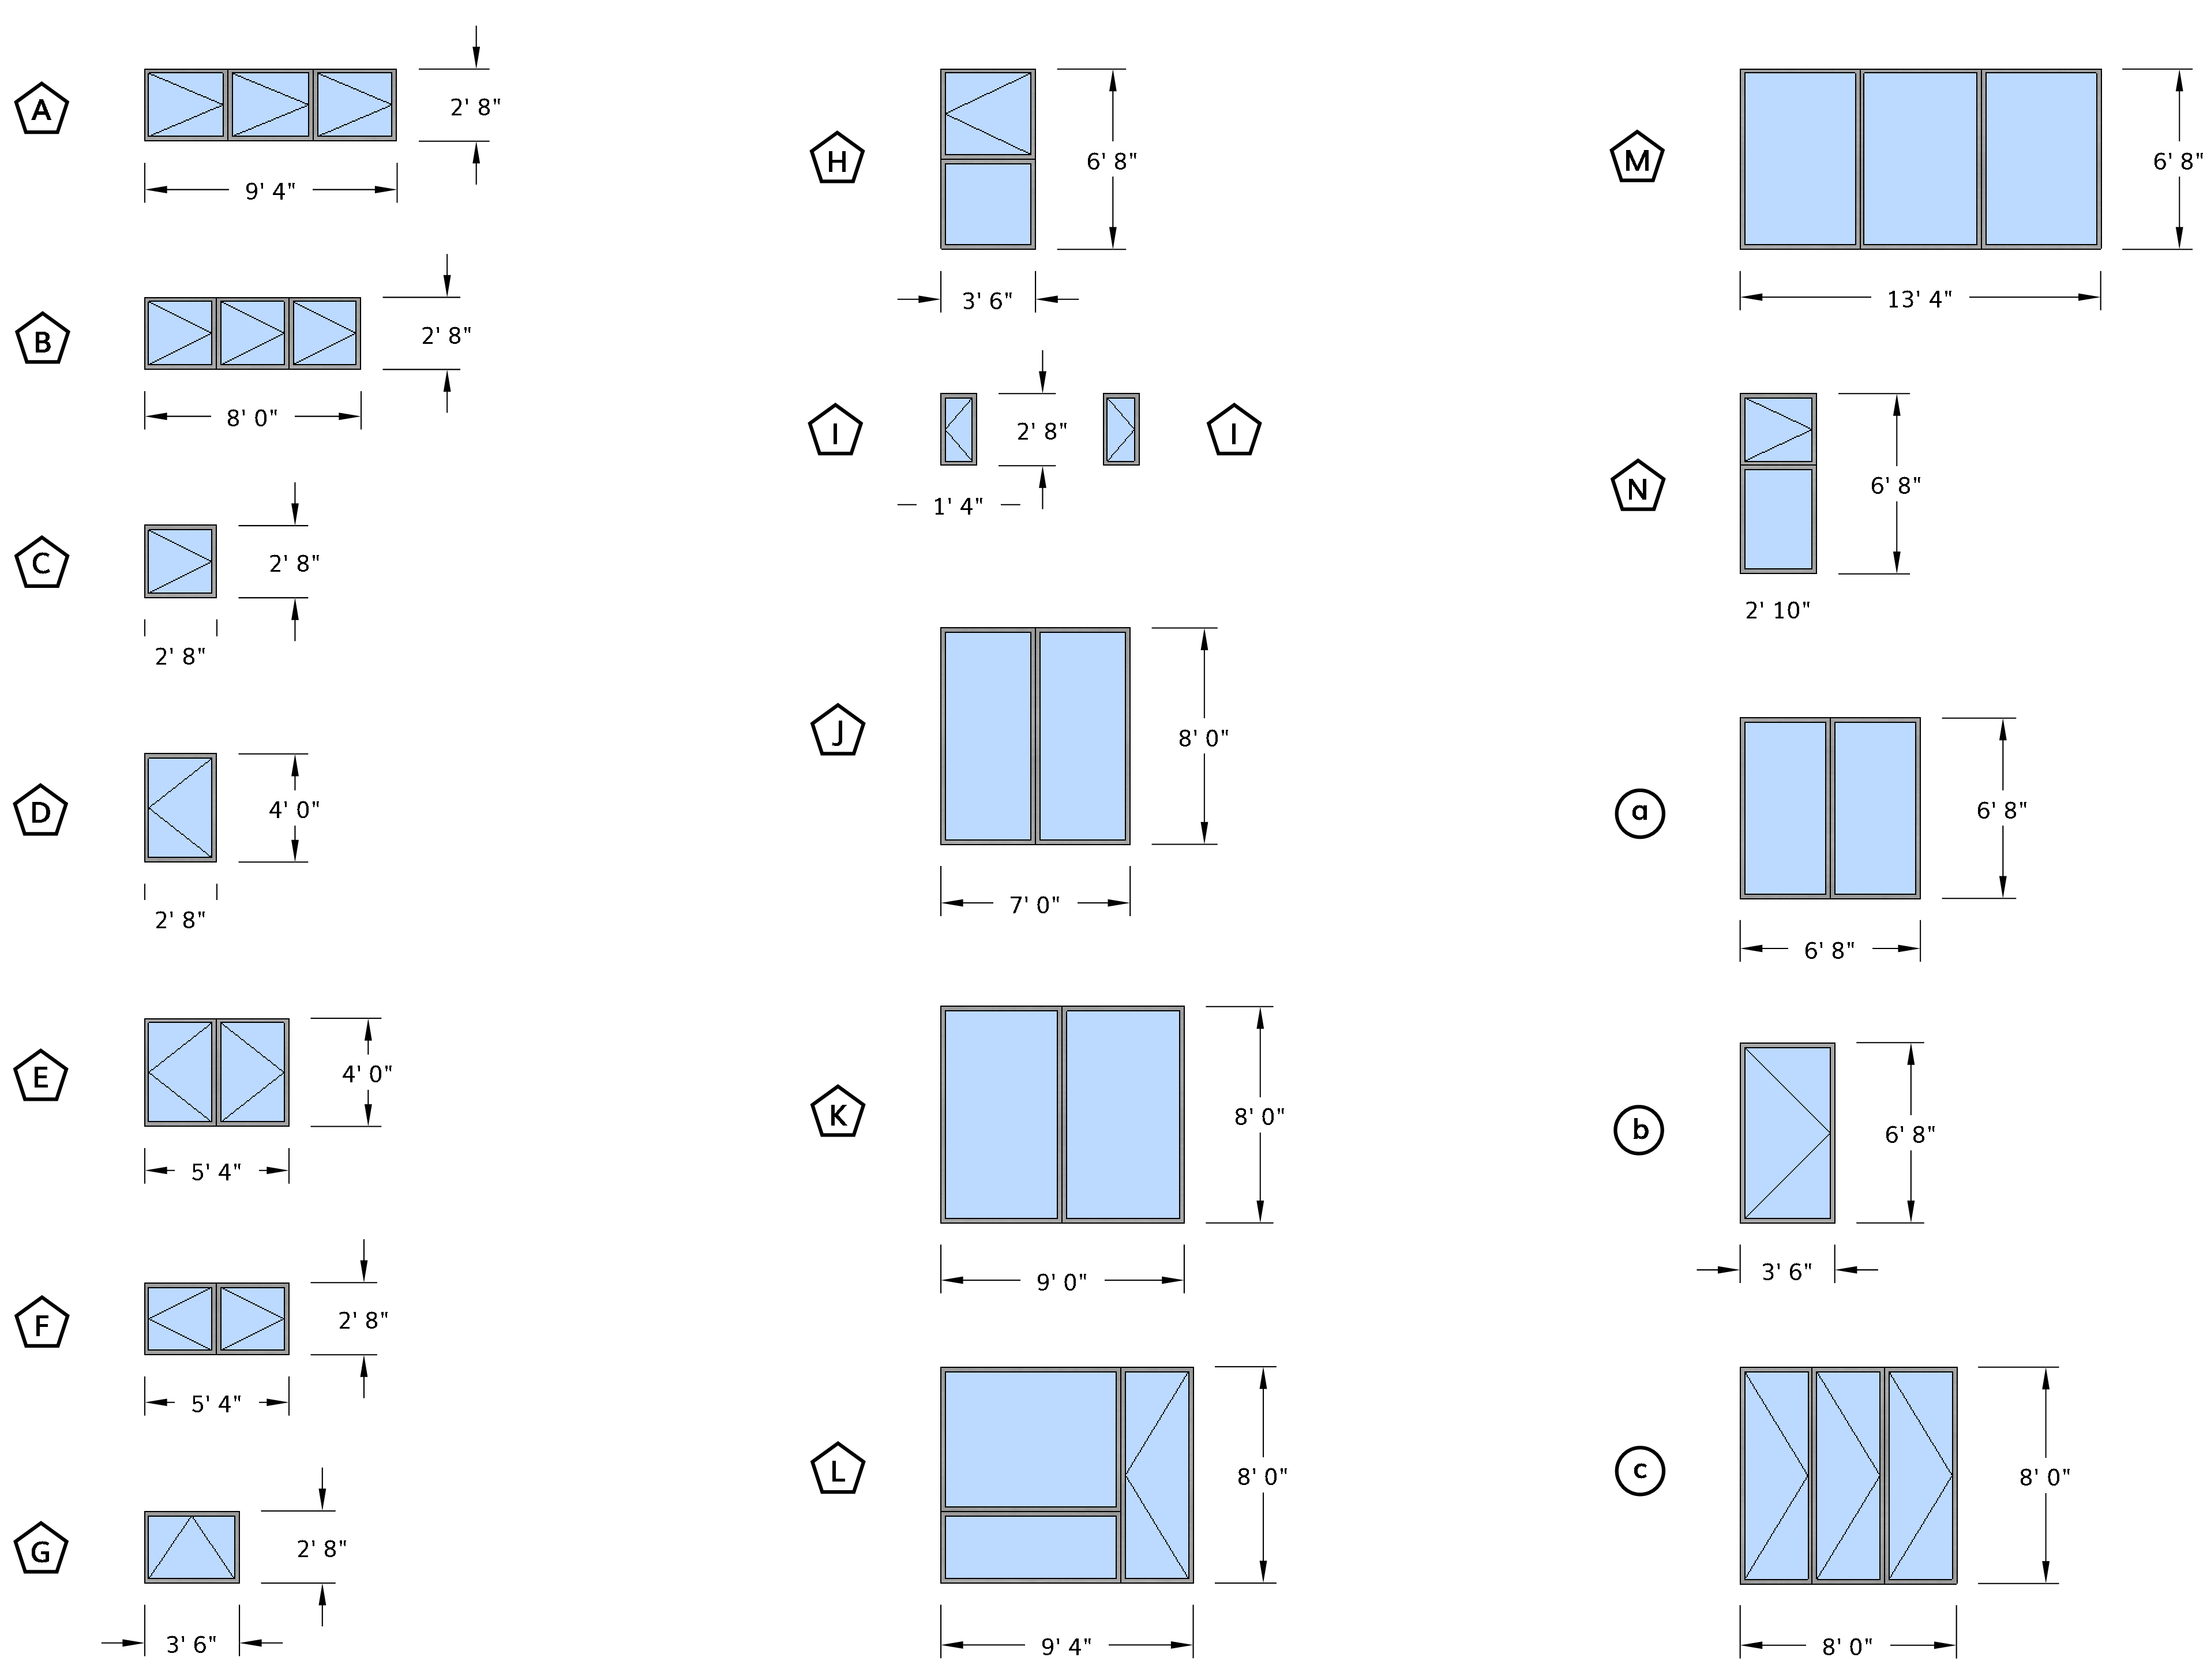 A
2' 8"
9' 4"
B
2' 8"
8' 0"
C
2' 8"
2' 8"
D
4' 0"
2' 8"
E
4' 0"
5' 4"
F
2' 8"
5' 4"
G
2' 8"
3' 6"
H
6' 8"
3' 6"
I
2' 8"
I
1' 4"
J
8' 0"
7' 0"
K
8' 0"
9' 0"
L
8' 0"
9' 4"
M
6' 8"
13' 4"
N
6' 8"
2' 10"
a
6' 8"
6' 8"
b
6' 8"
3' 6"
c
8' 0"
8' 0"